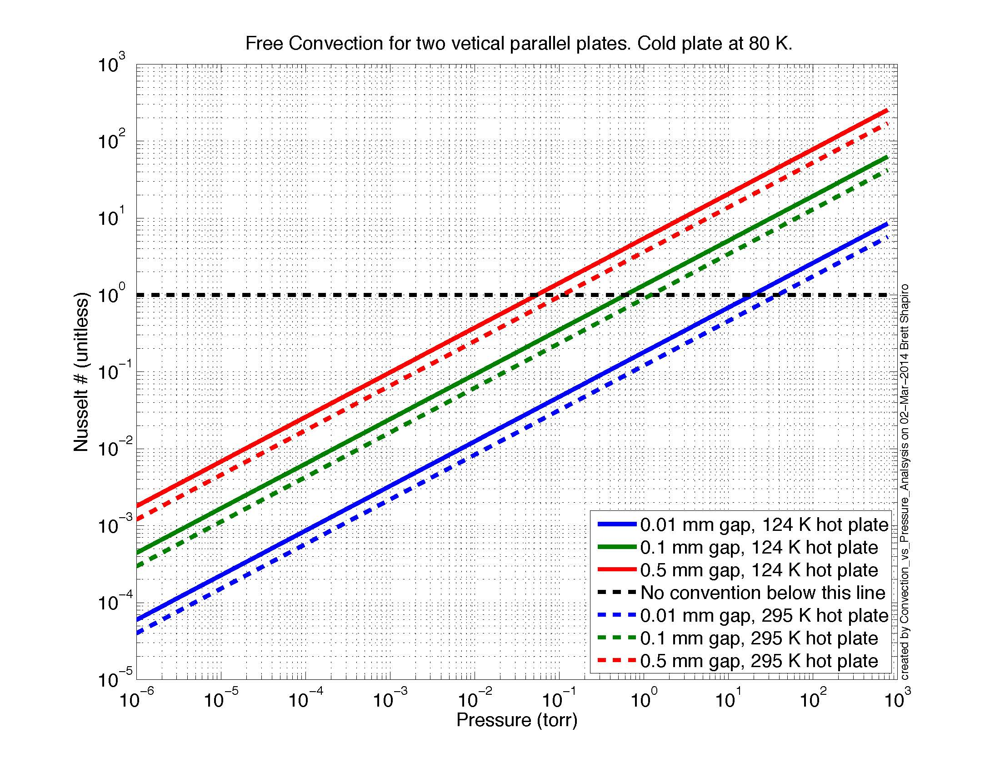 Free Convection for two vetical parallel plates. Cold plate at 80 K.
10^3
10^2
10^1
10^0
10^−1
10^−2
10^−3
10^−4
10^−5
Nusselt # (unitless)
0.01 mm gap, 124 K hot plate
0.1 mm gap, 124 K hot plate
0.5 mm gap, 124 K hot plate
No convention below this line
0.01 mm gap, 295 K hot plate
0.1 mm gap, 295 K hot plate
0.5 mm gap, 295 K hot plate
created by Convection_vs_Pressure_Analsysis on 02−Mar−2014 Brett Shapiro
10^−6 10^−5 10^−4 10^−3 10^−2 10^−1 10^0 10^1 10^2 10^3
Pressure (torr)